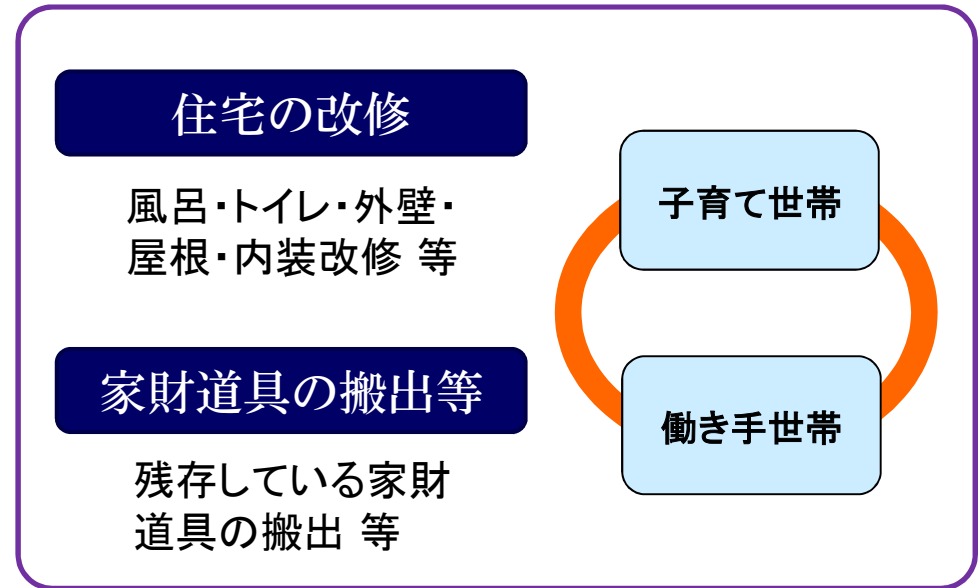 住宅の改修
風呂・トイレ・外壁・
屋根・内装改修 等
家財道具の搬出等
残存している家財
道具の搬出 等
子育て世帯
働き手世帯